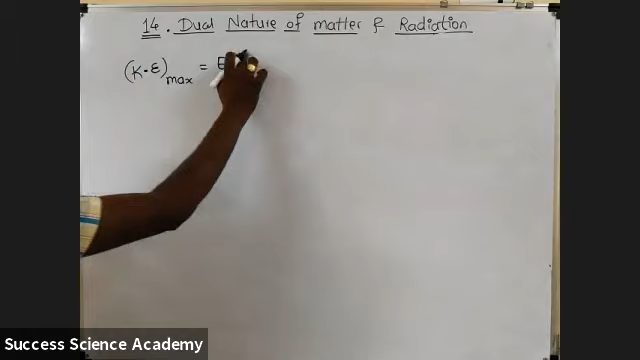 14. Dual Nature of matter & Radiation
(K.E)max = E
Success Science Academy